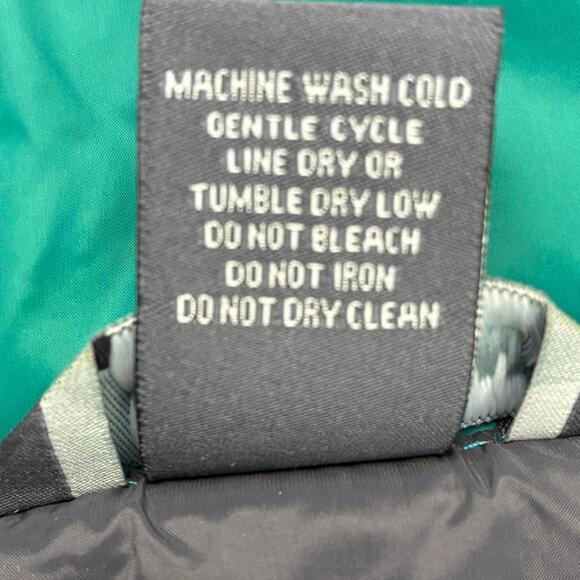 MACHINE WASH COLD
GENTLE CYCLE
LINE DRY OR
TUMBLE DRY LOW
DO NOT BLEACH
DO NOT IRON
DO NOT DRY CLEAN